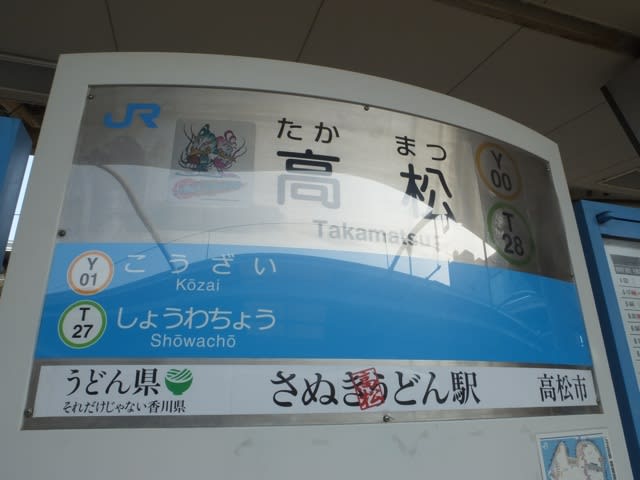 JR
たか まつ
高 松
Takamatsu
Y
00
T
28
Y
01
こうざい
Kōzai
T
27
しょうわちょう
Shōwachō
うどん県
それだけじゃない香川県
さぬきうどん駅
高松
高松市